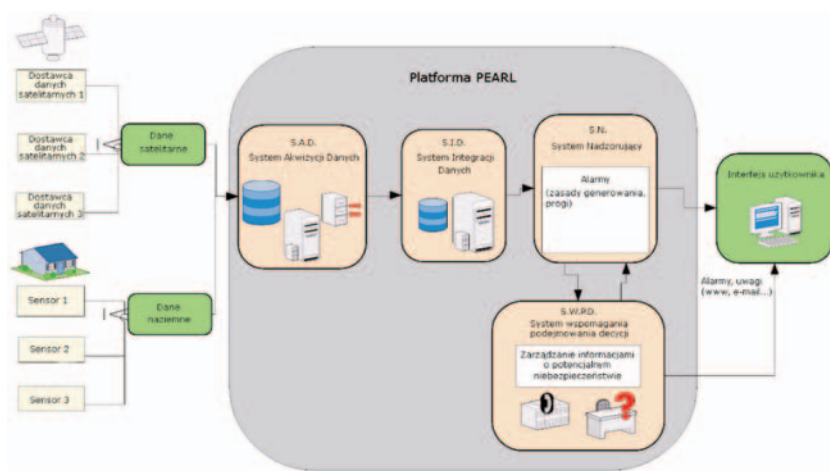 Platforma PEARL
Dostawca
danych
satelitarnych 1
Dostawca
danych
satelitarnych 2
Dostawca
danych
satelitarnych 3
Dane
satelitarne
Sensor 1
Sensor 2
Sensor 3
Dane
naziemne
S.A.D.
System Akwizycji Danych
S.I.D.
System Integracji
Danych
S.N.
System Nadzorujący
Alarmy
(zasady generowania,
progi)
S.W.P.D.
System wspomagania
podejmowania decyzji
Zarządzanie informacjami
o potencjalnym
niebezpieczeństwie
Interfejs użytkownika
Alarmy, uwagi
(www, e-mail...)